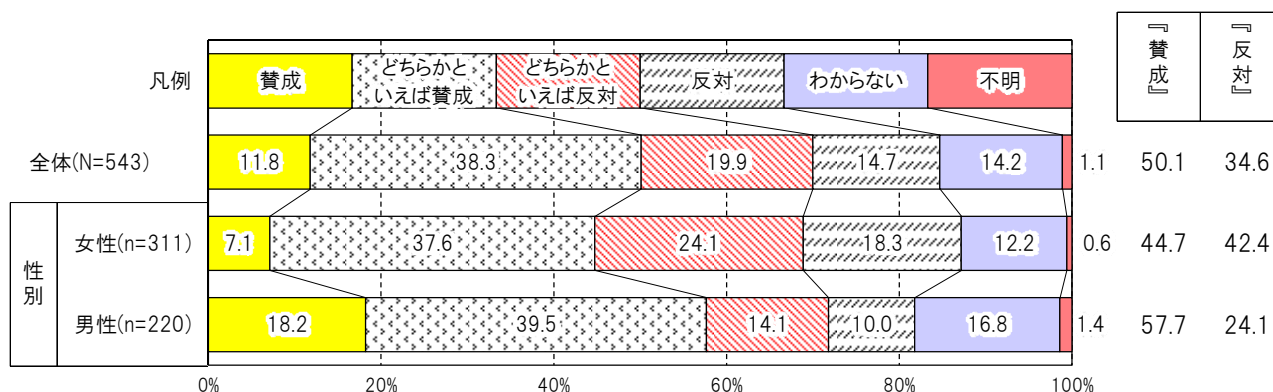 『賛成』 『反対』
凡例 賛成 どちらかと どちらかと 反対 わからない 不明
いえば賛成 いえば反対
全体(N=543) 11.8 38.3 19.9 14.7 14.2 1.1 50.1 34.6
性別
女性(n=311) 7.1 37.6 24.1 18.3 12.2 0.6 44.7 42.4
男性(n=220) 18.2 39.5 14.1 10.0 16.8 1.4 57.7 24.1
0% 20% 40% 60% 80% 100%